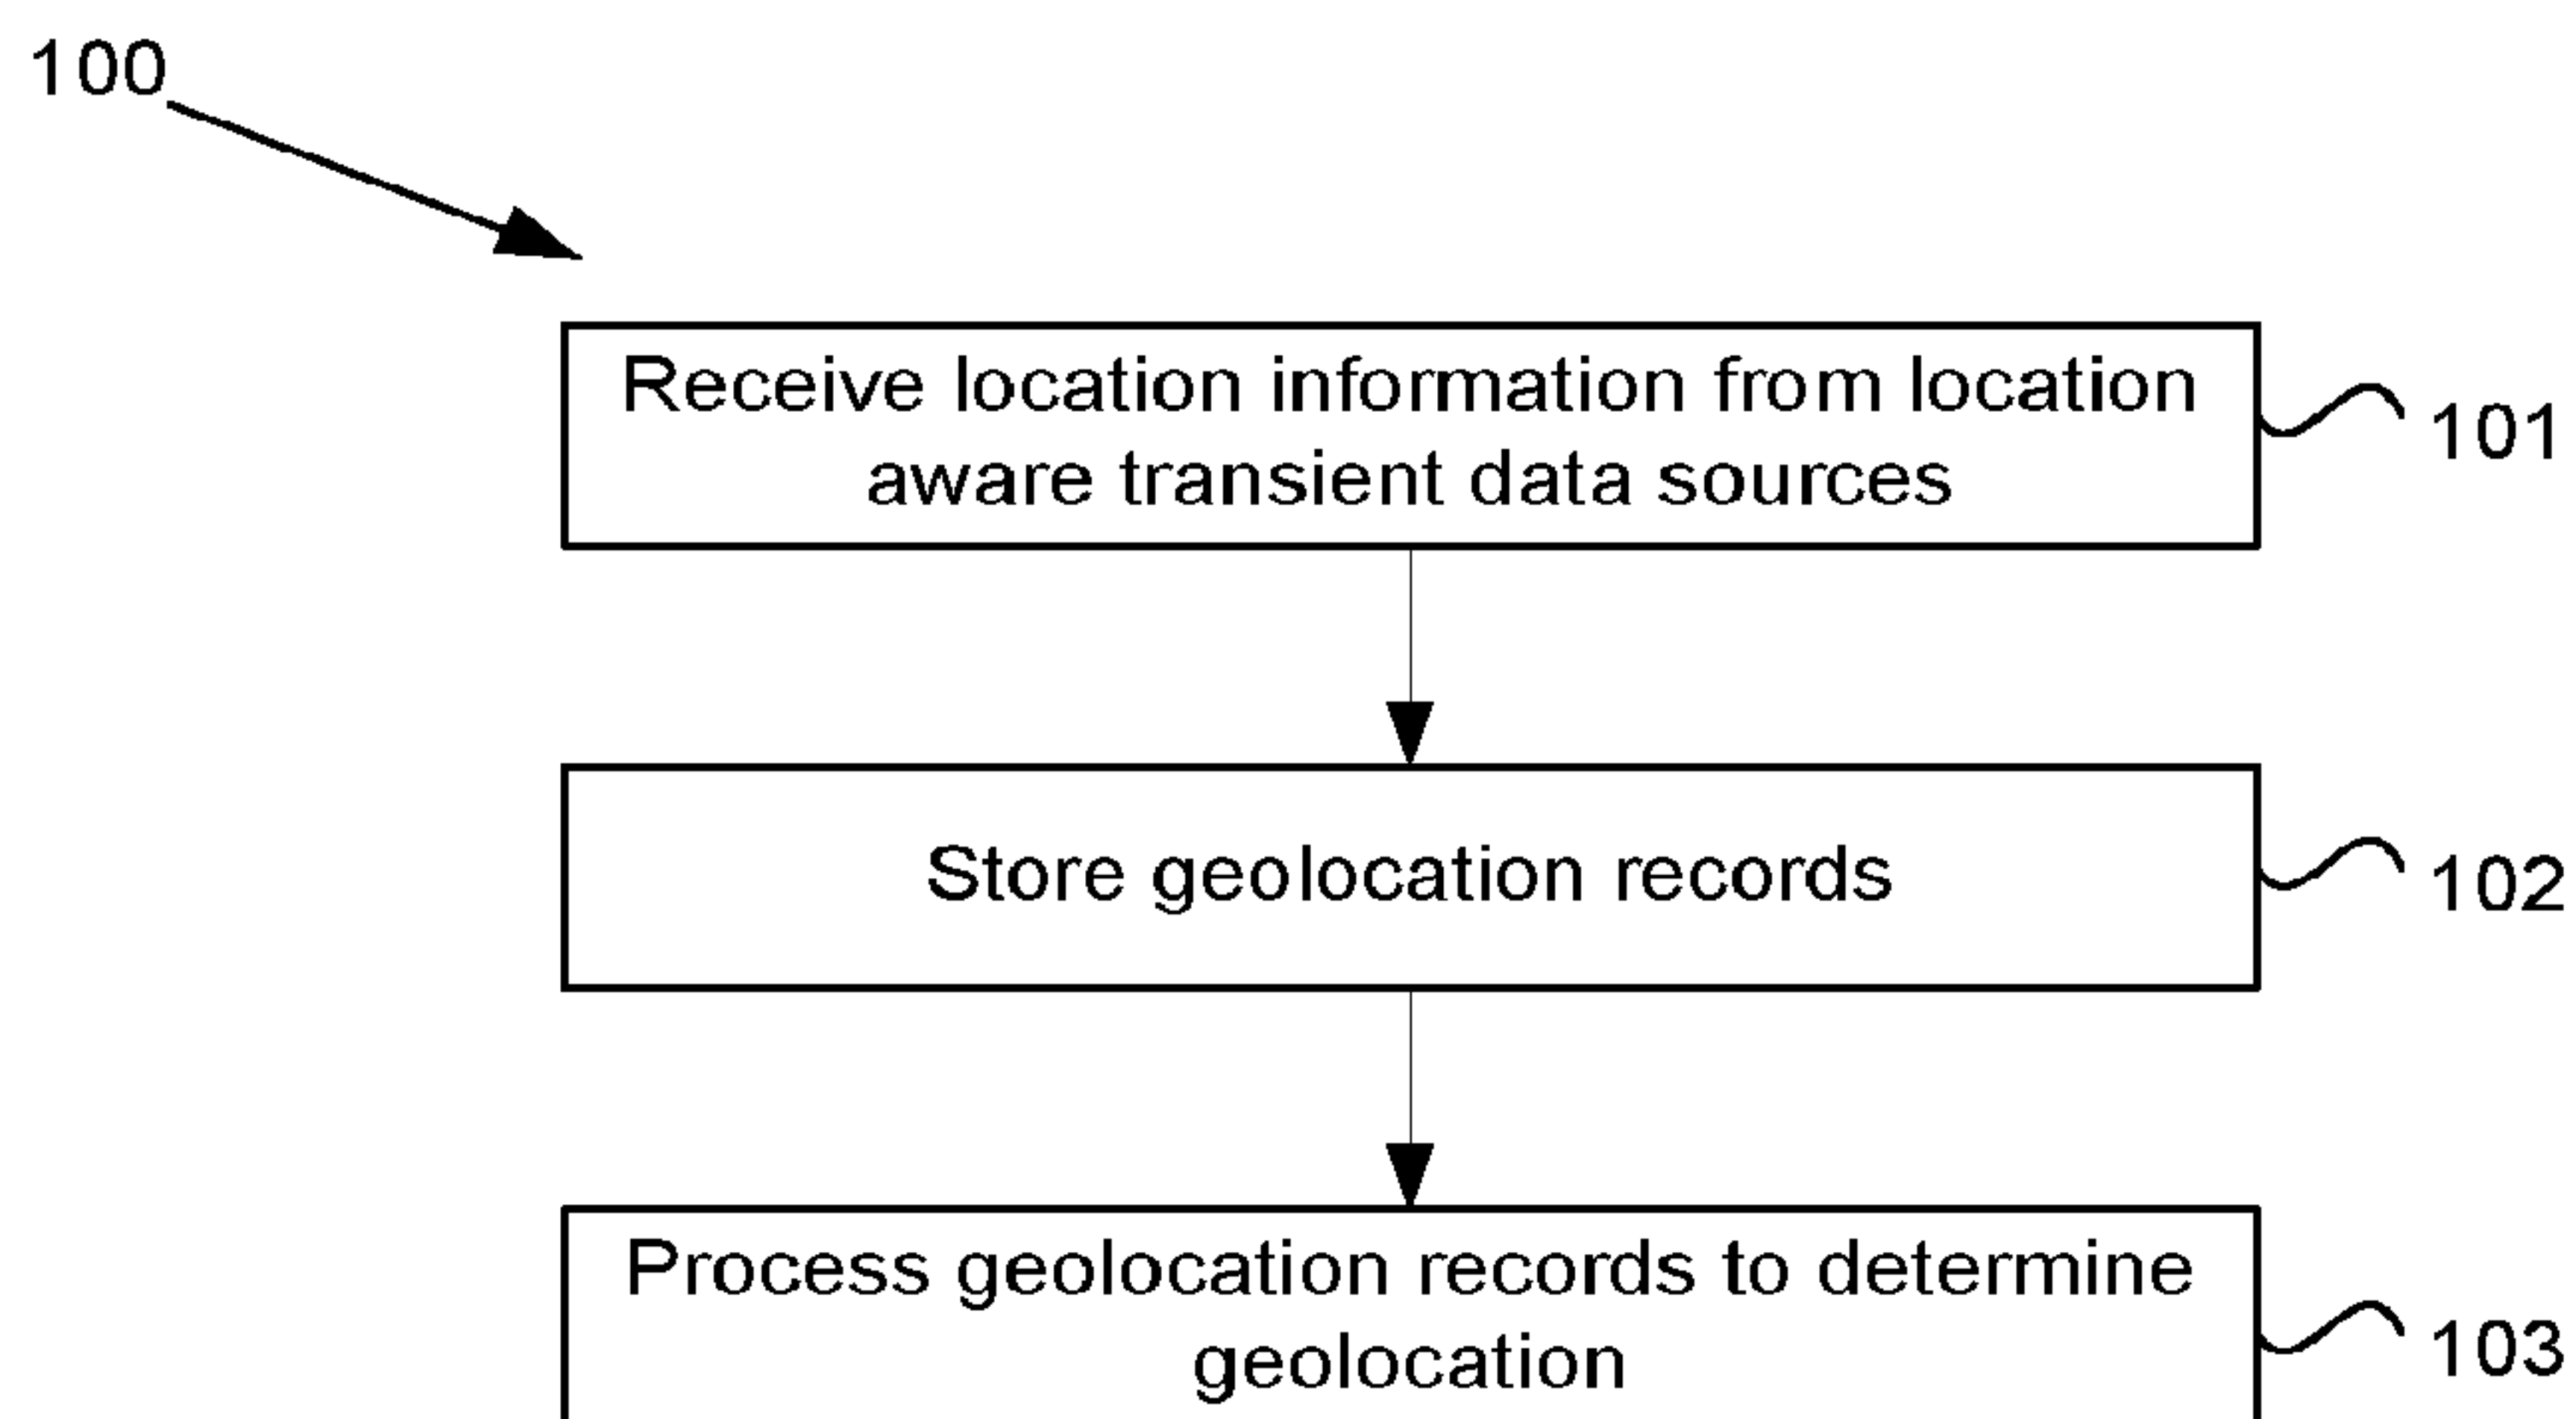 100
Receive location information from location
aware transient data sources
101
Store geolocation records
102
Process geolocation records to determine
geolocation
103